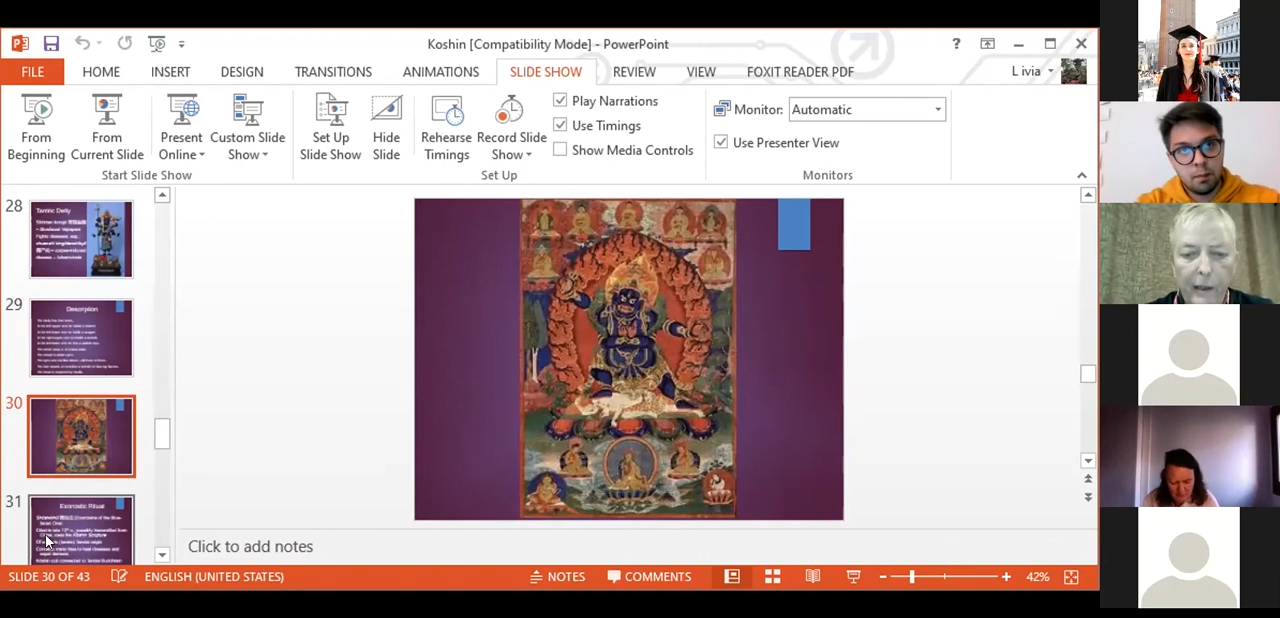 Koshin [Compatibility Mode] - PowerPoint
FILE HOME INSERT DESIGN TRANSITIONS ANIMATIONS SLIDE SHOW REVIEW VIEW FOXIT READER PDF L ivia
From Beginning
From Current Slide
Present Online
Custom Slide Show
Set Up Slide Show
Hide Slide
Rehearse Timings
Record Slide Show
Play Narrations
Use Timings
Show Media Controls
Monitor: Automatic
Use Presenter View
Start Slide Show
Set Up
Monitors
28
Tantric Deity
29
Description
30
31
Exorcistic Ritual
Click to add notes
SLIDE 30 OF 43 ENGLISH (UNITED STATES) NOTES COMMENTS 42%